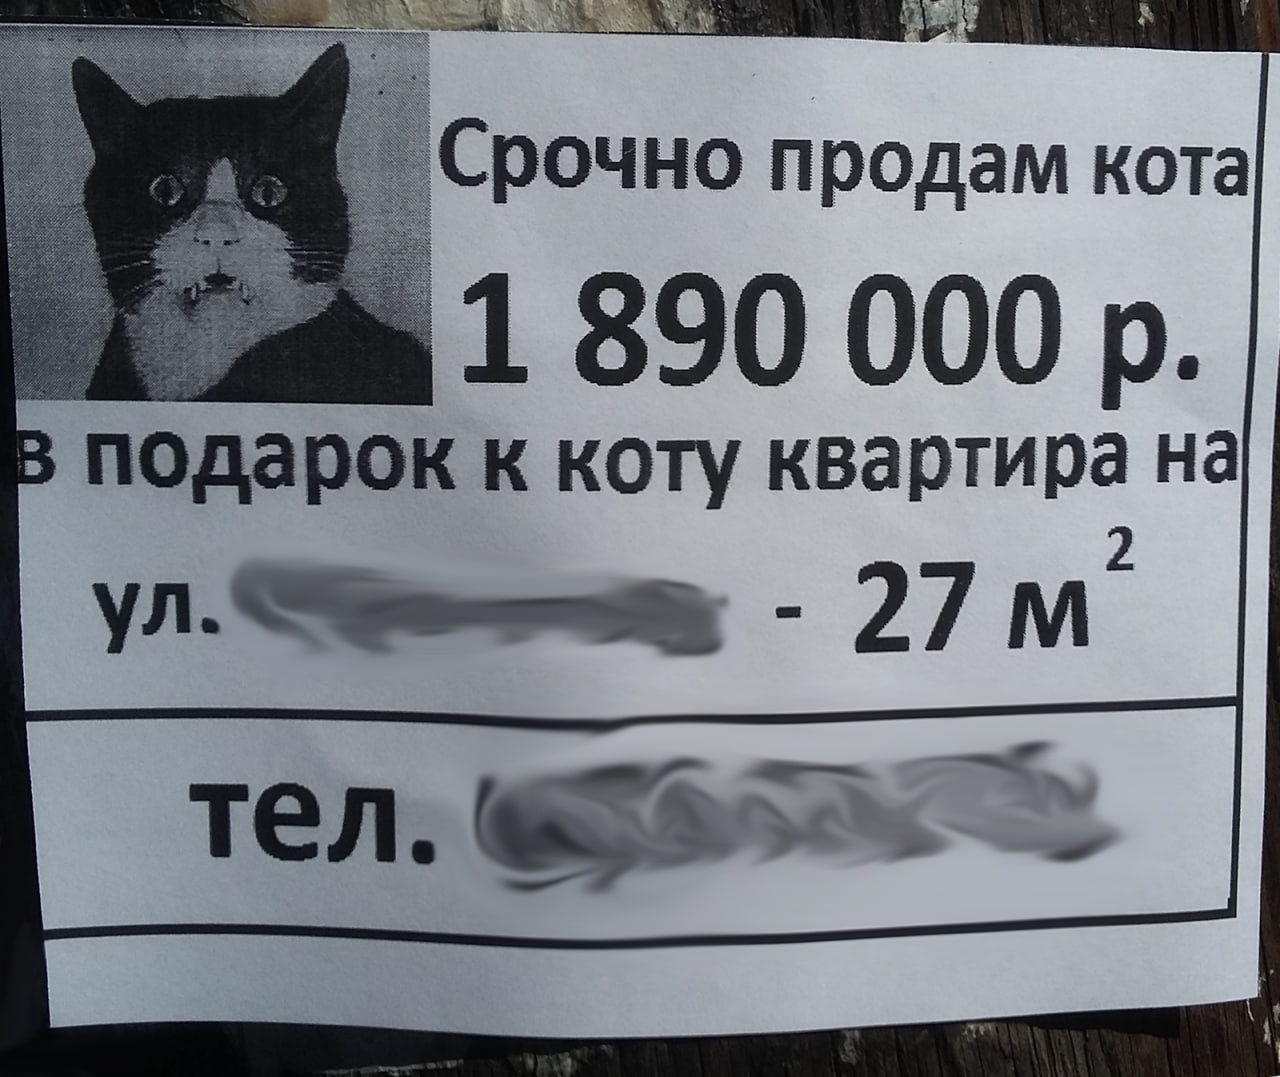 Срочно продам кота
1 890 000 р.
в подарок к коту квартира на
ул. - 27 м²
тел.